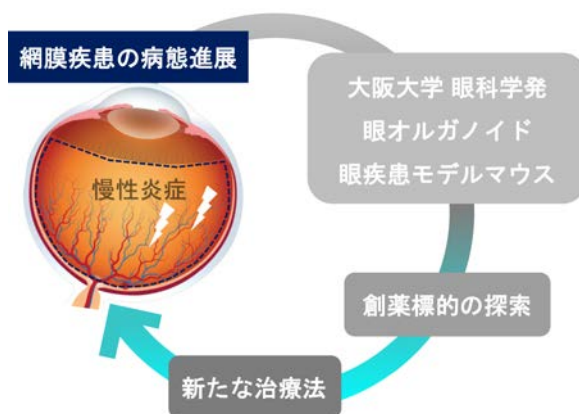 網膜疾患の病態進展
大阪大学 眼科学発
眼オルガノイド
眼疾患モデルマウス
慢性炎症
創薬標的の探索
新たな治療法